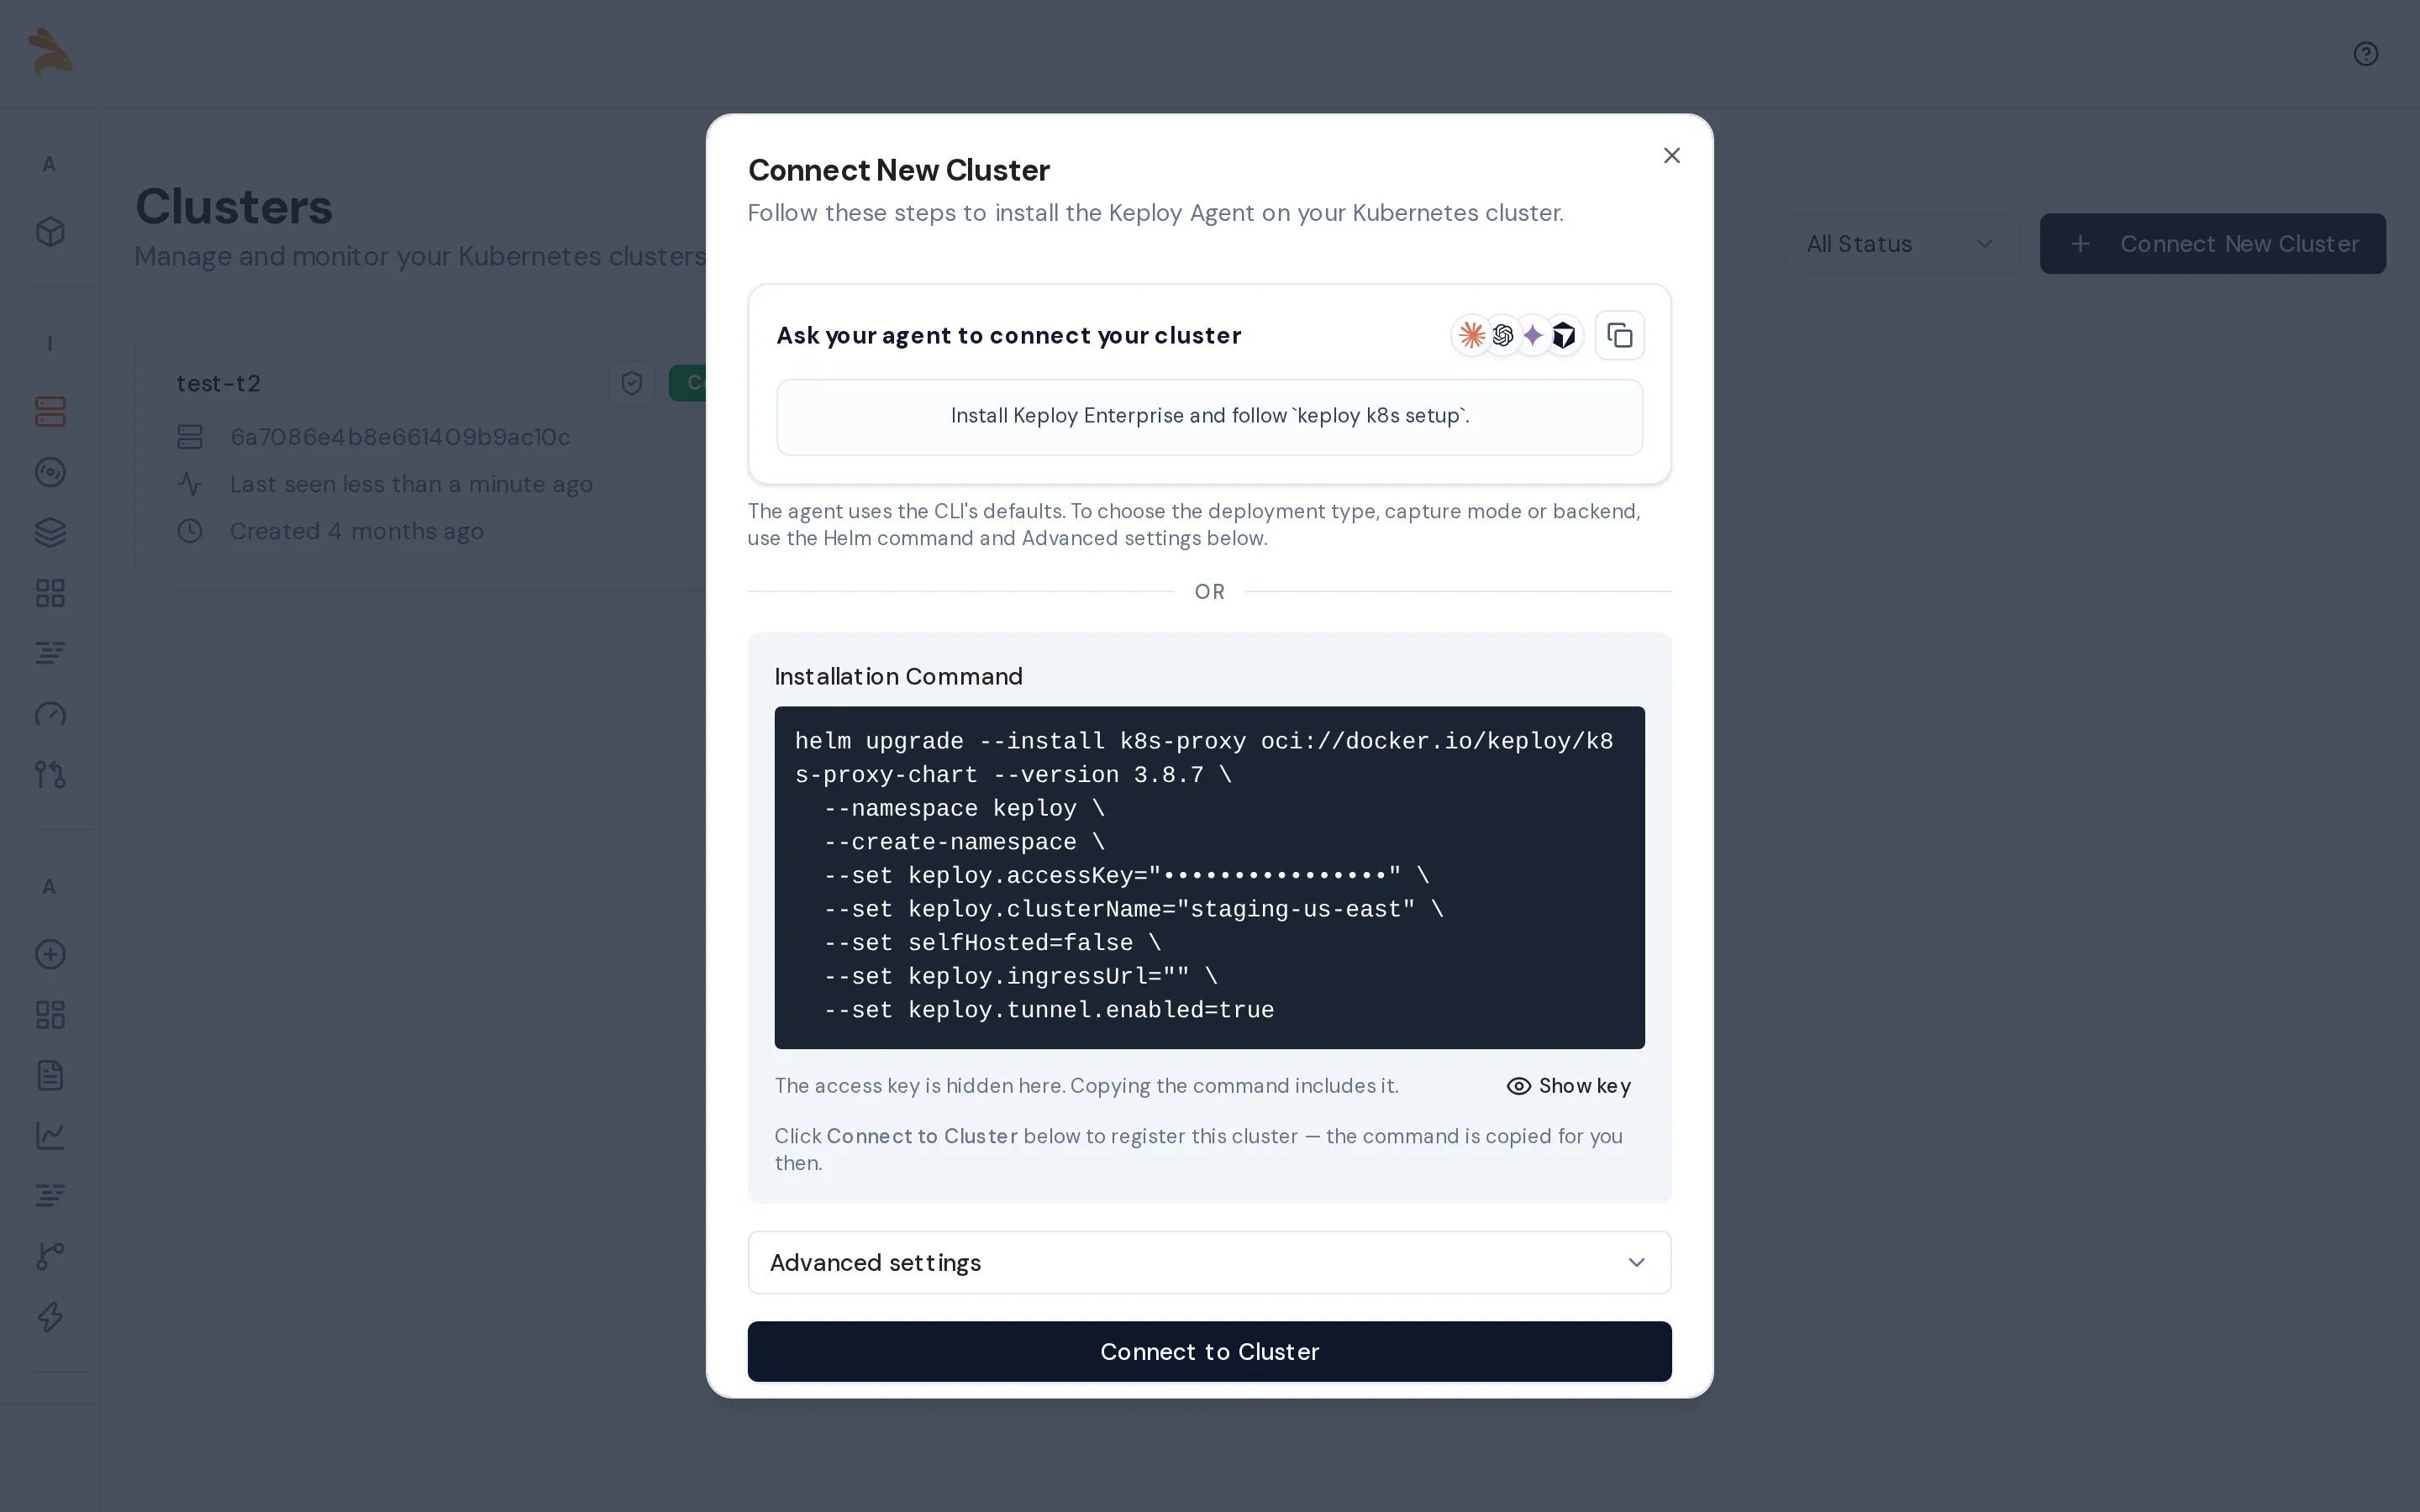 A
Clusters
Manage and monitor your Kubernetes clusters
All Status
Connect New Cluster
I
test-t2
6a7086e4b8e661409b9ac10c
Last seen less than a minute ago
Created 4 months ago
A
Connect New Cluster
Follow these steps to install the Keploy Agent on your Kubernetes cluster.
Ask your agent to connect your cluster
Install Keploy Enterprise and follow `keploy k8s setup`.
The agent uses the CLI's defaults. To choose the deployment type, capture mode or backend,
use the Helm command and Advanced settings below.
OR
Installation Command
helm upgrade --install k8s-proxy oci://docker.io/keploy/k8
s-proxy-chart --version 3.8.7 \
--namespace keploy \
--create-namespace \
--set keploy.accessKey="••••••••••••••••" \
--set keploy.clusterName="staging-us-east" \
--set selfHosted=false \
--set keploy.ingressUrl="" \
--set keploy.tunnel.enabled=true
The access key is hidden here. Copying the command includes it.
Show key
Click Connect to Cluster below to register this cluster — the command is copied for you
then.
Advanced settings
Connect to Cluster